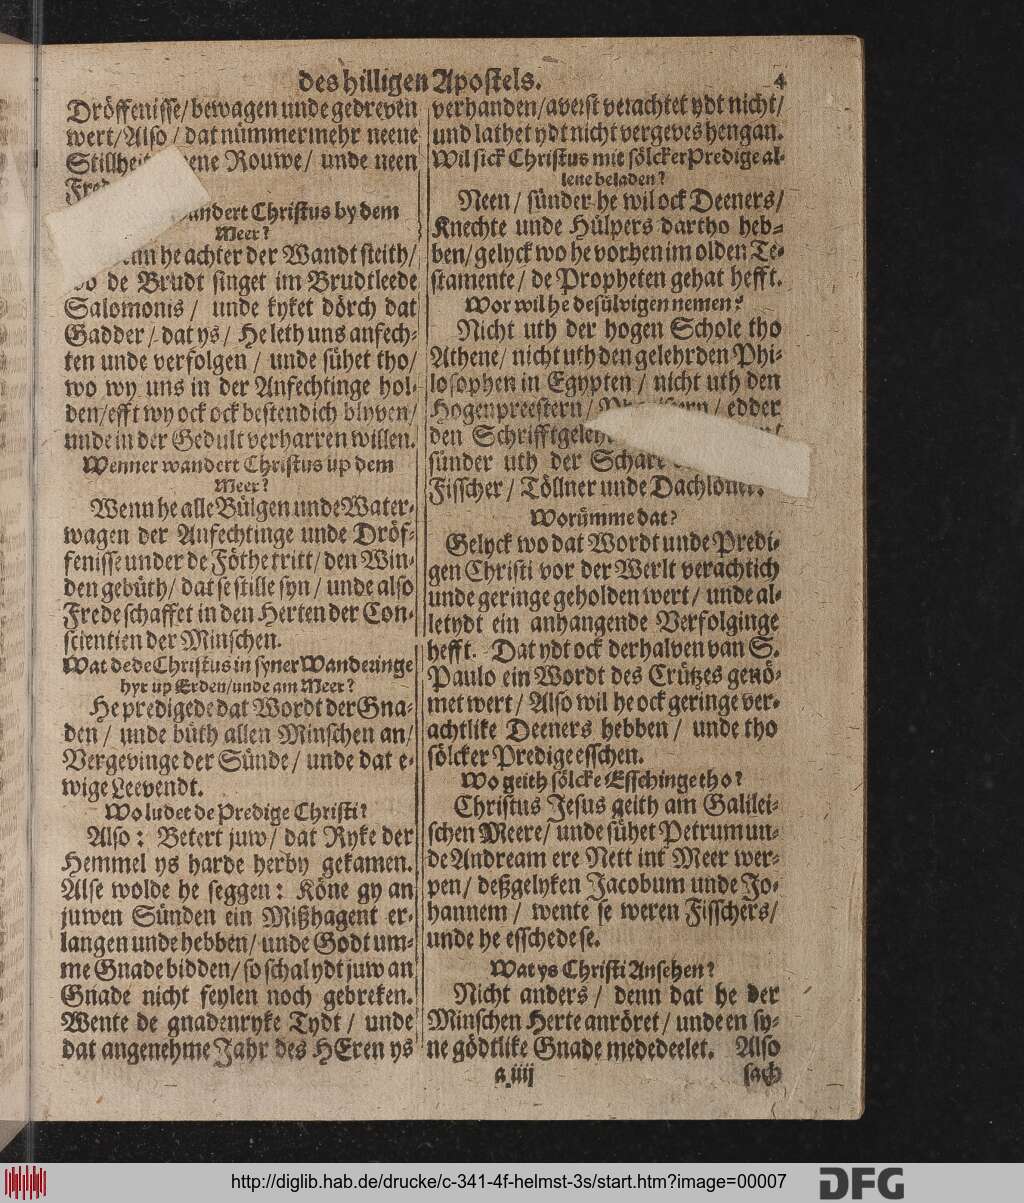 des hilligen Apostels. 4
Dröffenisse/ bewagen unde gedreven
wert/ Also / dat nümmermehr neene
Rouwe/ unde neen
Christus by dem
Meer?
he achter der Wandt steith/
de Brudt singet im Brudtleede
Salomonis / unde kyket dörch dat
Gadder / dat ys / He leth uns anfech-
ten unde verfolgen / unde sühet tho/
wo wy uns in der Anfechtinge hol-
den/ efft wy ock ock bestendich blyven/
unde in der Gedult verharren willen.
Wenner wandert Christus up dem
Meer?
Wenn he alle Bülgen unde Water-
wagen der Anfechtinge unde Dröf-
fenisse under de Föthe tritt/ den Win-
den gebüth/ dat se stille syn / unde also
Frede schaffet in den Herten der Con-
scientien der Minschen.
Wat dede Christus in syner Wanderinge
hyr up Erden/ unde am Meer?
He predigede dat Wordt der Gna-
den / unde büth allen Minschen an/
Vergevinge der Sünde/ unde dat e-
wige Leevendt.
Wo ludet de Predige Christi?
Also: Betert juw/ dat Ryke der
Hemmel ys harde herby gekamen.
Alse wolde he seggen: Köne gy an
juwen Sünden ein Mißhagent er-
langen unde hebben/ unde Godt um-
me Gnade bidden/ so schal ydt juw an
Gnade nicht feylen noch gebreken.
Wente de gnadenryke Tydt / unde
dat angenehme Jahr des HEren ys
verhanden/ averst verachtet ydt nicht/
und lathet ydt nicht vergeves hengan.
Wil sick Christus mit sölcker Predige al-
lene beladen?
Neen / sünder he wil ock Deeners/
Knechte unde Hülpers dartho heb-
ben/ gelyck wo he vorhen im olden Te-
stamente / de Propheten gehat hefft.
Wor wil he desülvigen nemen?
Nicht uth der hogen Schole tho
Athene/ nicht uth den gelehrden Phi-
losophen in Egypten / nicht uth den
Hogenpreestern/ edder
den
sünder uth der
Fisscher / Töllner unde
Worümme dat?
Gelyck wo dat Wordt unde Predi-
gen Christi vor der Werlt verachtich
unde geringe geholden wert / unde al-
letydt ein anhangende Verfolginge
hefft. Dat ydt ock derhalven van S.
Paulo ein Wordt des Crützes genö-
met wert / Also wil he ock geringe ver-
achtlike Deeners hebben / unde tho
sölcker Predige esschen.
Wo geith sölcke Esschinge tho?
Christus Jesus geith am Galilei-
schen Meere/ unde sühet Petrum un-
de Andream ere Nett int Meer wer-
pen/ deßgelyken Jacobum unde Jo-
hannem / wente se weren Fisschers/
unde he esschede se.
Wat ys Christi Ansehen?
Nicht anders / denn dat he der
Minschen Herte anröret / unde en sy-
ne gödtlike Gnade mededeelet. Also
a iiij sach
http://diglib.hab.de/drucke/c-341-4f-helmst-3s/start.htm?image=00007 DFG